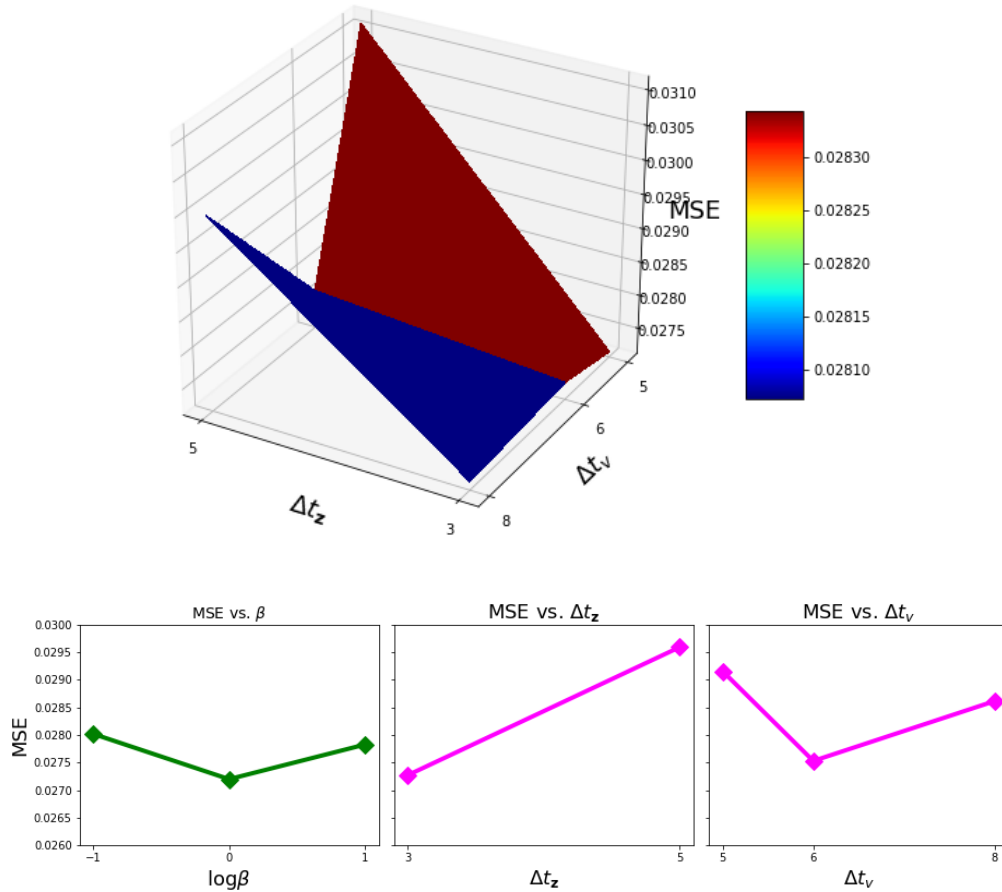 0.0310
0.0305
0.0300
0.0295
MSE
0.0290
0.0285
0.0280
0.0275
0.02830
0.02825
0.02820
0.02815
0.02810
5
6
8
Δt_v
5
3
Δt_z
MSE vs. β
MSE vs. Δt_z
MSE vs. Δt_v
0.0300
0.0295
0.0290
0.0285
0.0280
0.0275
0.0270
0.0265
0.0260
MSE
−1 0 1
3 5
5 6 8
logβ
Δt_z
Δt_v